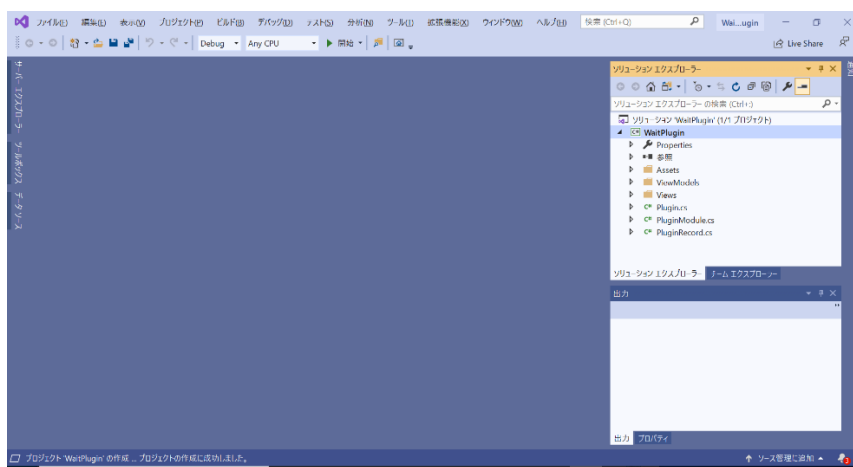 ファイル(F) 編集(E) 表示(V) プロジェクト(P) ビルド(B) デバッグ(D) テスト(S) 分析(N) ツール(T) 拡張機能(X) ウィンドウ(W) ヘルプ(H) 検索 (Ctrl+Q) Wai...ugin
Debug Any CPU 開始 Live Share
サーバー エクスプローラー
ツールボックス
データ ソース
ソリューション エクスプローラー
ソリューション エクスプローラー の検索 (Ctrl+;)
ソリューション 'WaitPlugin' (1/1 プロジェクト)
WaitPlugin
Properties
参照
Assets
ViewModels
Views
Plugin.cs
PluginModule.cs
PluginRecord.cs
ソリューション エクスプローラー チーム エクスプローラー
出力
出力 プロパティ
プロジェクト 'WaitPlugin' の作成 ... プロジェクトの作成に成功しました。 ソース管理に追加